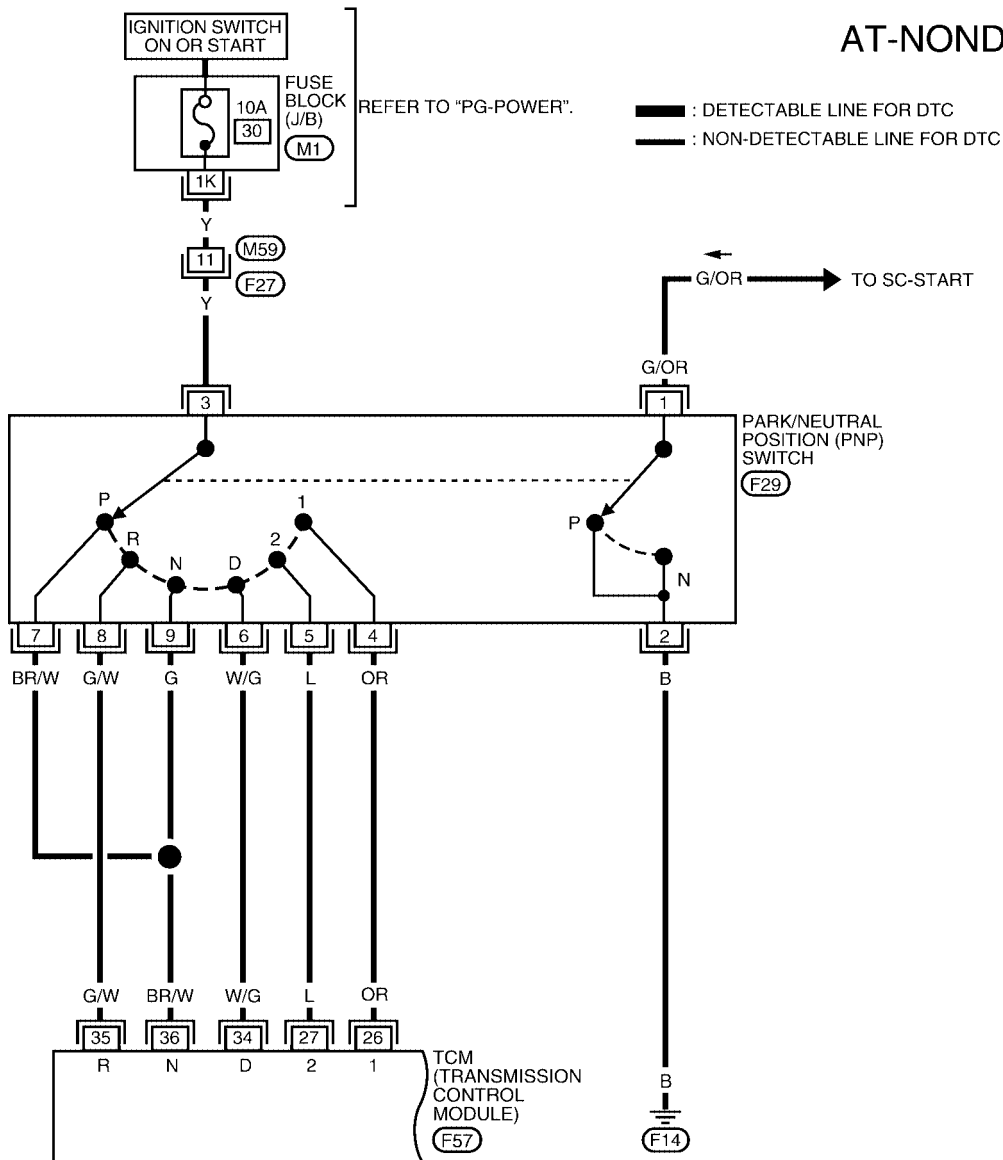 AT-NOND
IGNITION SWITCH
ON OR START
FUSE
BLOCK
(J/B)
M1
10A
30
REFER TO “PG-POWER”.
: DETECTABLE LINE FOR DTC
: NON-DETECTABLE LINE FOR DTC
1K
Y
11
M59
F27
Y
G/OR
TO SC-START
G/OR
3
1
PARK/NEUTRAL
POSITION (PNP)
SWITCH
F29
P
R
N
D
2
1
P
N
7
8
9
6
5
4
2
BR/W
G/W
G
W/G
L
OR
B
G/W
BR/W
W/G
L
OR
35
36
34
27
26
R
N
D
2
1
TCM
(TRANSMISSION
CONTROL
MODULE)
F57
B
F14